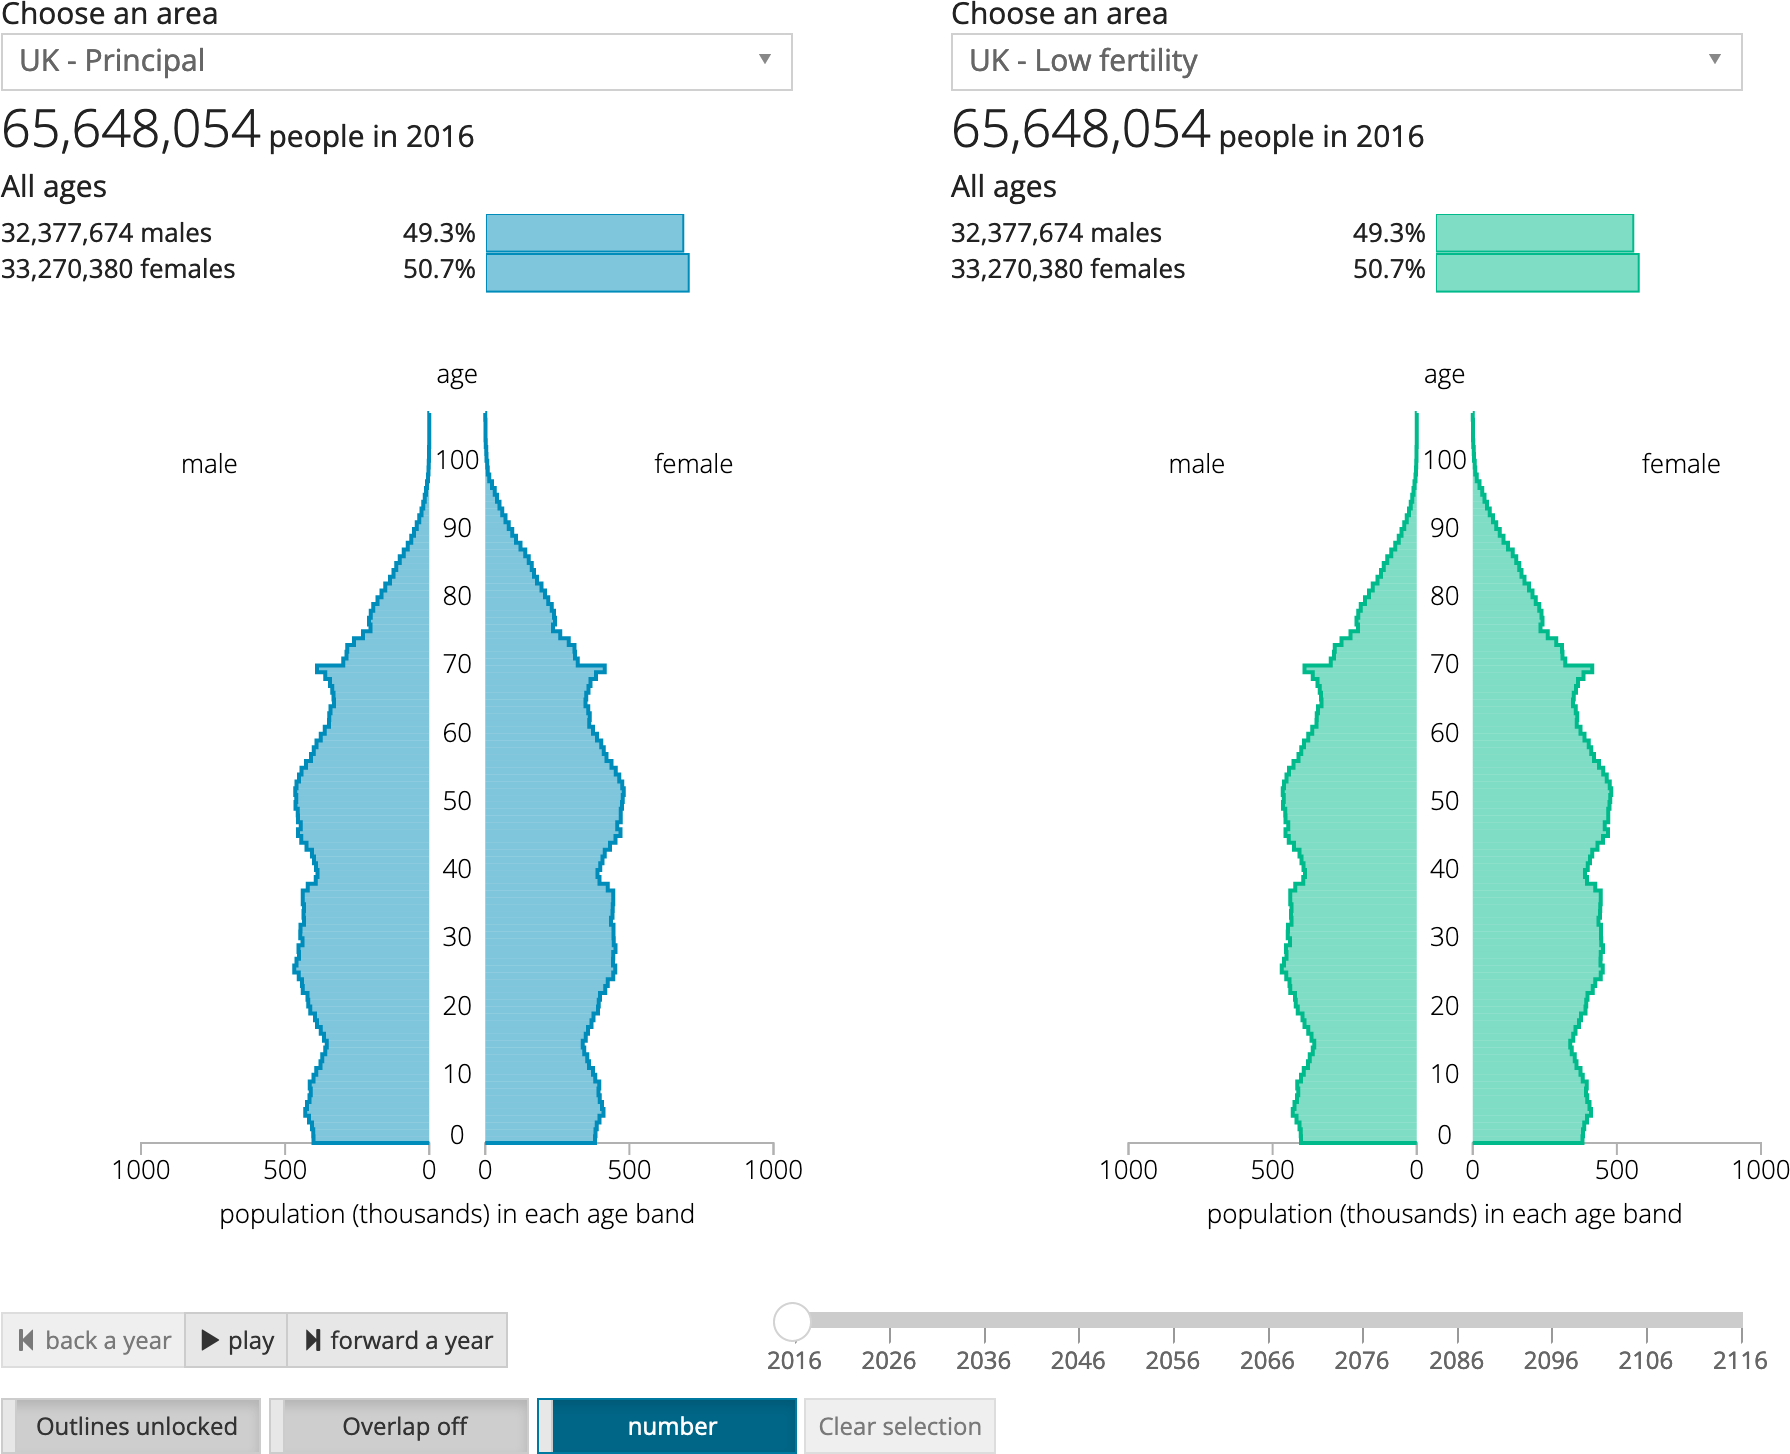 Choose an area
UK - Principal
65,648,054 people in 2016
All ages
32,377,674 males 49.3%
33,270,380 females 50.7%
age
male
female
100
90
80
70
60
50
40
30
20
10
0
1000 500 0 0 500 1000
population (thousands) in each age band
Choose an area
UK - Low fertility
65,648,054 people in 2016
All ages
32,377,674 males 49.3%
33,270,380 females 50.7%
age
male
female
100
90
80
70
60
50
40
30
20
10
0
1000 500 0 0 500 1000
population (thousands) in each age band
back a year play forward a year
2016 2026 2036 2046 2056 2066 2076 2086 2096 2106 2116
Outlines unlocked Overlap off number Clear selection